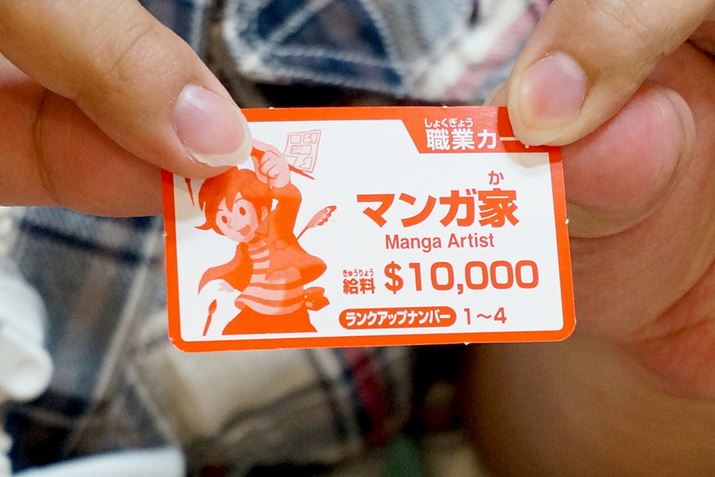 しょくぎょう
職業カー
か
マンガ家
Manga Artist
きゅうりょう
給料 $10,000
ランクアップナンバー 1～4